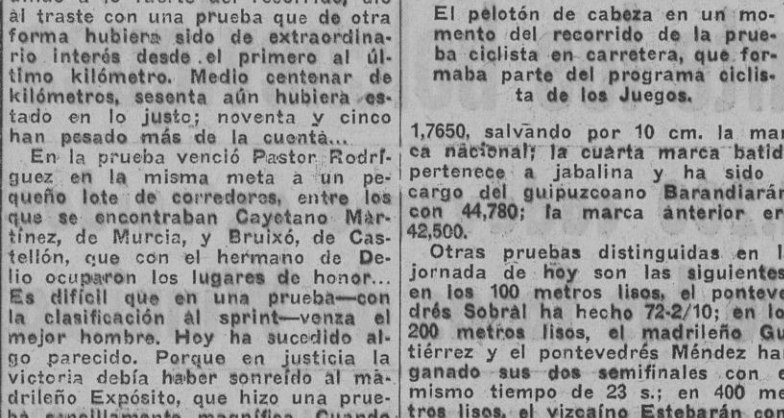 al traste con una prueba que de otra
forma hubiera sido de extraordina-
rio interés desde el primero al úl-
timo kilómetro. Medio centenar de
kilómetros, sesenta aún hubiera es-
tado en lo justo; noventa y cinco
han pesado más de la cuenta...
En la prueba venció Pastor Rodrí-
guez en la misma meta a un pe-
queño lote de corredores, entre los
que se encontraban Cayetano Már-
tínez, de Murcia, y Bruixó, de Cas-
tellón, que con el hermano de De-
lio ocuparon los lugares de honor...
Es difícil que en una prueba—con
la clasificación al sprint—venza el
mejor hombre. Hoy ha sucedido al-
go parecido. Porque en justicia la
victoria debía haber sonreído al ma-
drileño Expósito, que hizo una prue-
ba sencillamente magnífica. Cuando
El pelotón de cabeza en un mo-
mento del recorrido de la prue-
ba ciclista en carretera, que for-
maba parte del programa ciclis-
ta de los Juegos.
1,7650, salvando por 10 cm. la mar
ca nacional; la cuarta marca batid
pertenece a jabalina y ha sido
cargo del guipuzcoano Barandiarán
con 44,780; la marca anterior er
42,500.
Otras pruebas distinguidas en l
jornada de hoy son las siguientes
en los 100 metros lisos, el ponteve
drés Sobral ha hecho 72-2/10; en lo
200 metros lisos, el madrileño Gu
tiérrez y el pontevedrés Méndez ha
ganado sus dos semifinales con e
mismo tiempo de 23 s.; en 400 me
tros lisos, el vizcaíno Estebarán